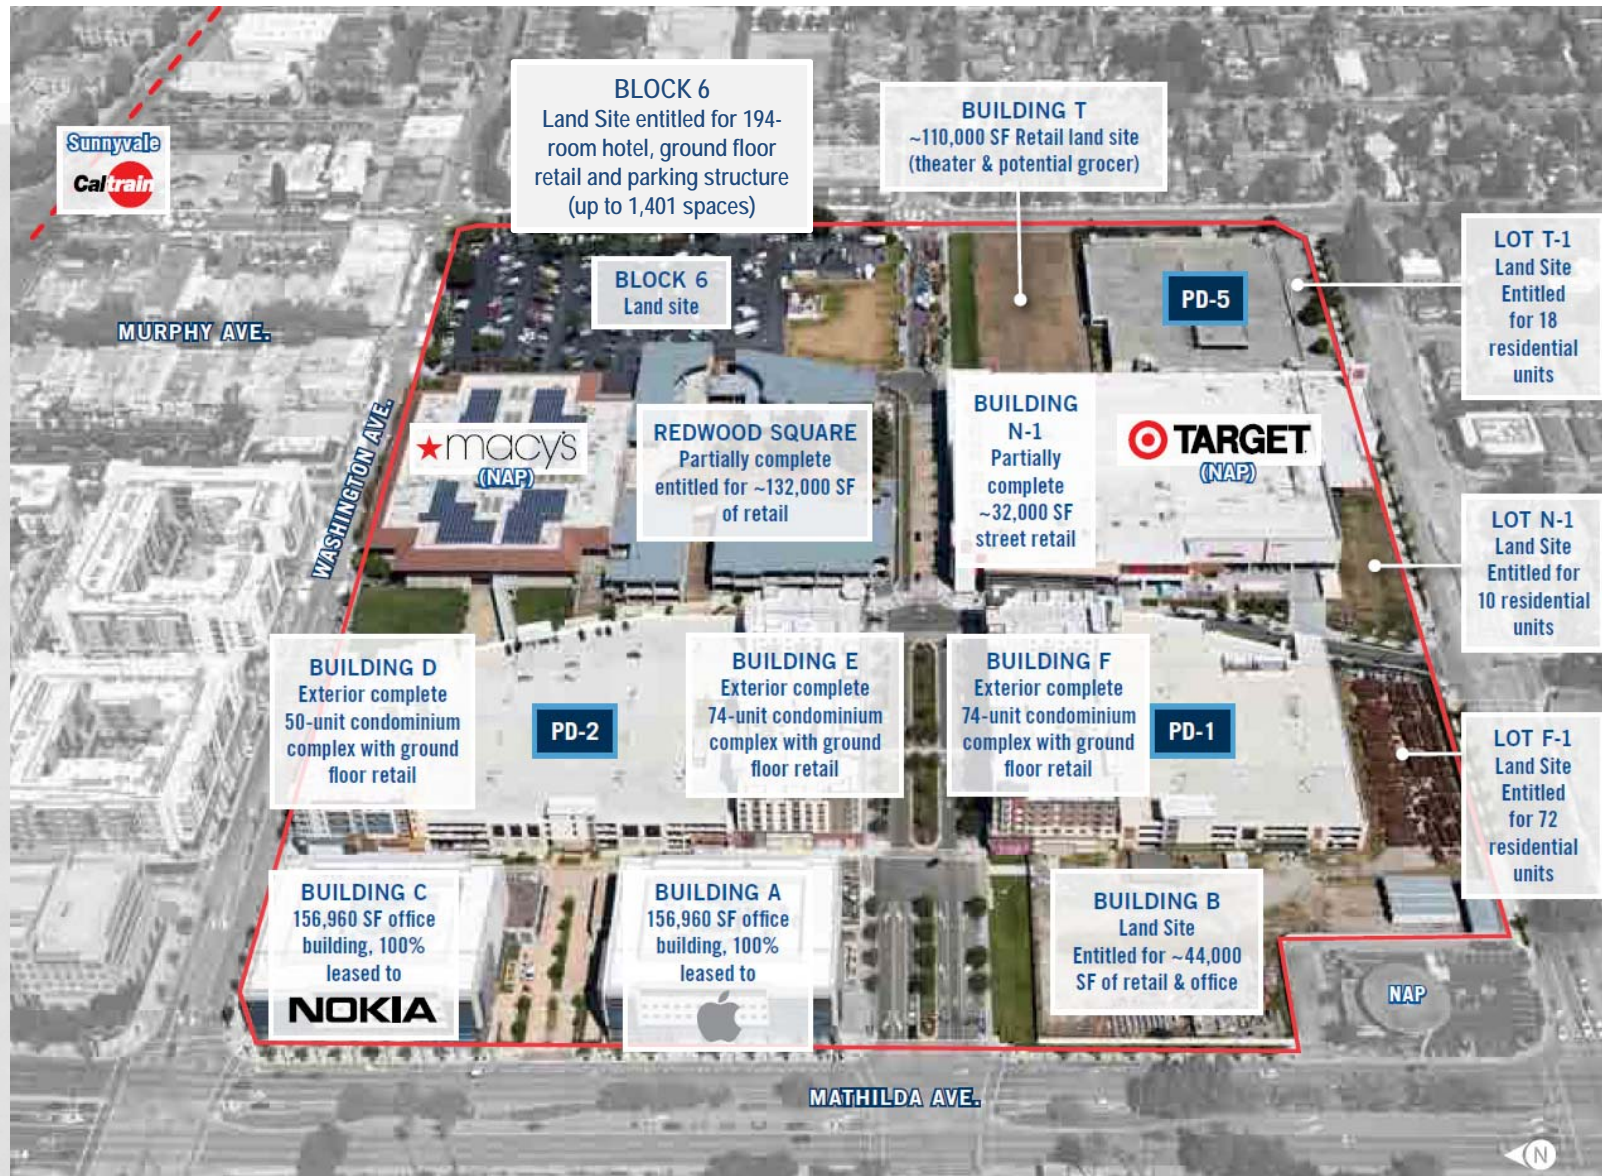 BLOCK 6
Land Site entitled for 194-
room hotel, ground floor
retail and parking structure
(up to 1,401 spaces)
BUILDING T
~110,000 SF Retail land site
(theater & potential grocer)
Sunnyvale
Caltrain
LOT T-1
Land Site
Entitled
for 18
residential
units
BLOCK 6
Land site
PD-5
MURPHY AVE.
WASHINGTON AVE.
macy's
(NAP)
REDWOOD SQUARE
Partially complete
entitled for ~132,000 SF
of retail
BUILDING
N-1
Partially
complete
~32,000 SF
street retail
TARGET
(NAP)
LOT N-1
Land Site
Entitled for
10 residential
units
BUILDING D
Exterior complete
50-unit condominium
complex with ground
floor retail
PD-2
BUILDING E
Exterior complete
74-unit condominium
complex with ground
floor retail
BUILDING F
Exterior complete
74-unit condominium
complex with ground
floor retail
PD-1
LOT F-1
Land Site
Entitled
for 72
residential
units
BUILDING C
156,960 SF office
building, 100%
leased to
NOKIA
BUILDING A
156,960 SF office
building, 100%
leased to
BUILDING B
Land Site
Entitled for ~44,000
SF of retail & office
NAP
MATHILDA AVE.
N